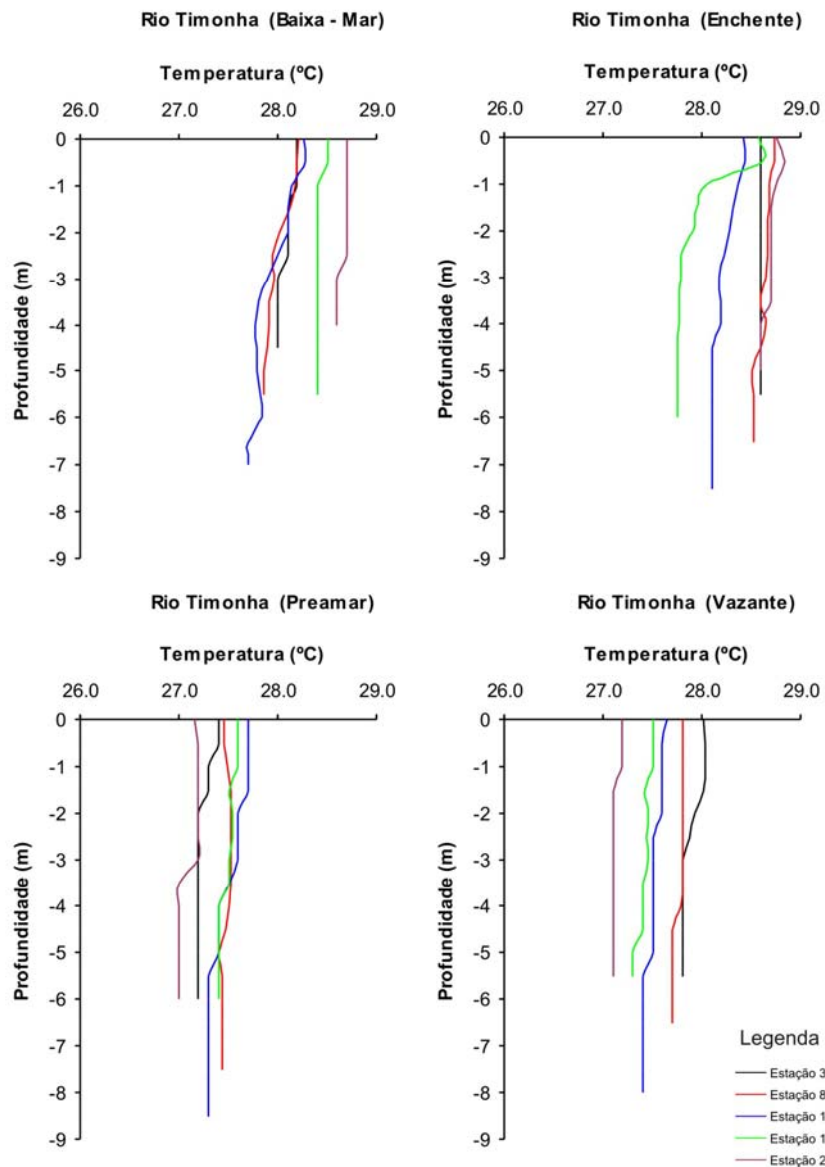 Rio Timonha (Baixa - Mar)
Temperatura (ºC)
26.0 27.0 28.0 29.0
Profundidade (m)
0
-1
-2
-3
-4
-5
-6
-7
-8
-9
Rio Timonha (Enchente)
Temperatura (ºC)
26.0 27.0 28.0 29.0
Profundidade (m)
0
-1
-2
-3
-4
-5
-6
-7
-8
-9
Rio Timonha (Preamar)
Temperatura (ºC)
26.0 27.0 28.0 29.0
Profundidade (m)
0
-1
-2
-3
-4
-5
-6
-7
-8
-9
Rio Timonha (Vazante)
Temperatura (ºC)
26.0 27.0 28.0 29.0
Profundidade (m)
0
-1
-2
-3
-4
-5
-6
-7
-8
-9
Legenda
Estação 3
Estação 8
Estação 1
Estação 1
Estação 2